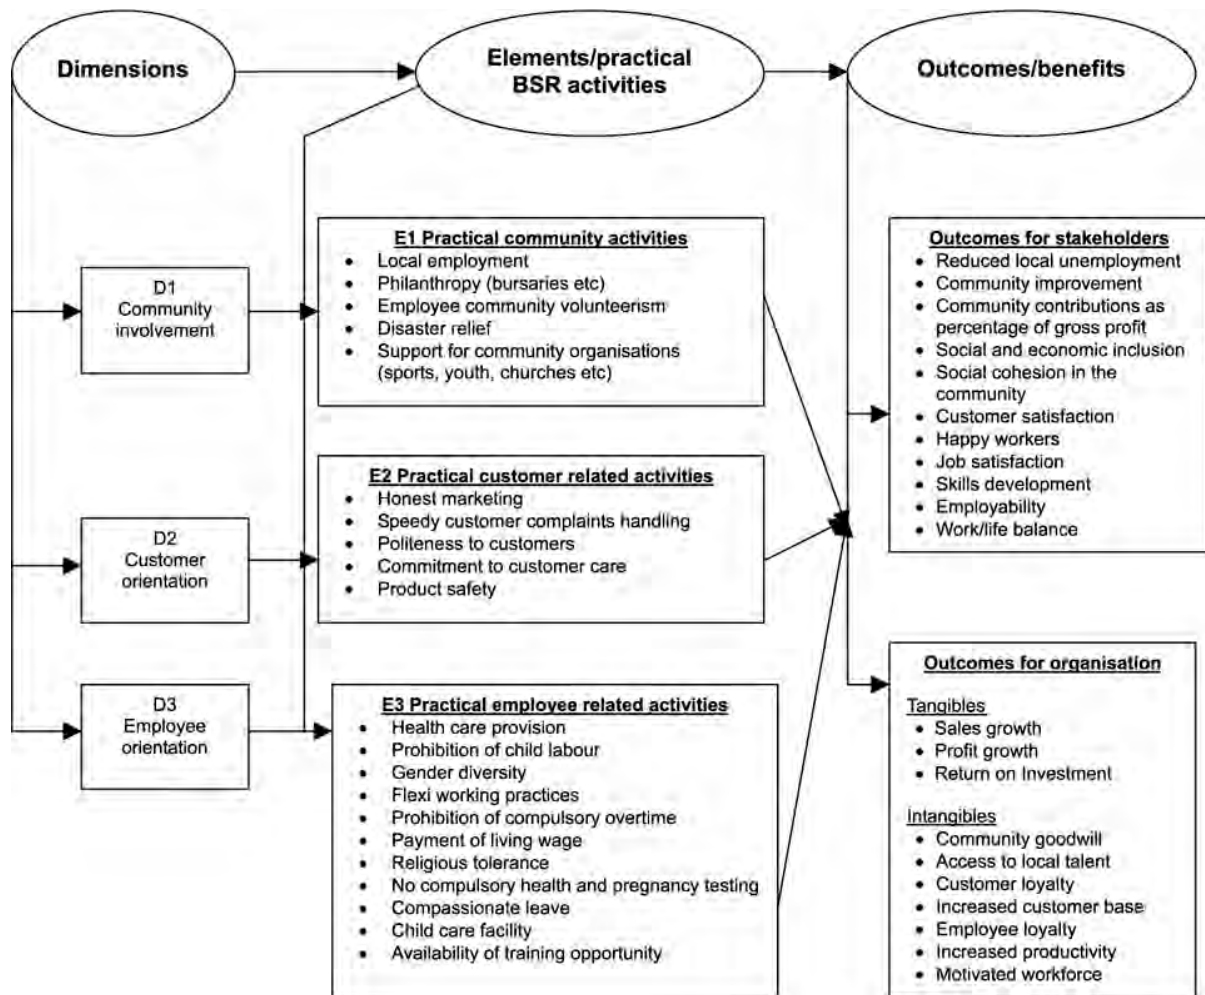 Dimensions
Elements/practical
BSR activities
Outcomes/benefits
D1
Community
involvement
E1 Practical community activities
• Local employment
• Philanthropy (bursaries etc)
• Employee community volunteerism
• Disaster relief
• Support for community organisations
(sports, youth, churches etc)
Outcomes for stakeholders
• Reduced local unemployment
• Community improvement
• Community contributions as
percentage of gross profit
• Social and economic inclusion
• Social cohesion in the
community
• Customer satisfaction
• Happy workers
• Job satisfaction
• Skills development
• Employability
• Work/life balance
D2
Customer
orientation
E2 Practical customer related activities
• Honest marketing
• Speedy customer complaints handling
• Politeness to customers
• Commitment to customer care
• Product safety
D3
Employee
orientation
E3 Practical employee related activities
• Health care provision
• Prohibition of child labour
• Gender diversity
• Flexi working practices
• Prohibition of compulsory overtime
• Payment of living wage
• Religious tolerance
• No compulsory health and pregnancy testing
• Compassionate leave
• Child care facility
• Availability of training opportunity
Outcomes for organisation
Tangibles
• Sales growth
• Profit growth
• Return on Investment
Intangibles
• Community goodwill
• Access to local talent
• Customer loyalty
• Increased customer base
• Employee loyalty
• Increased productivity
• Motivated workforce